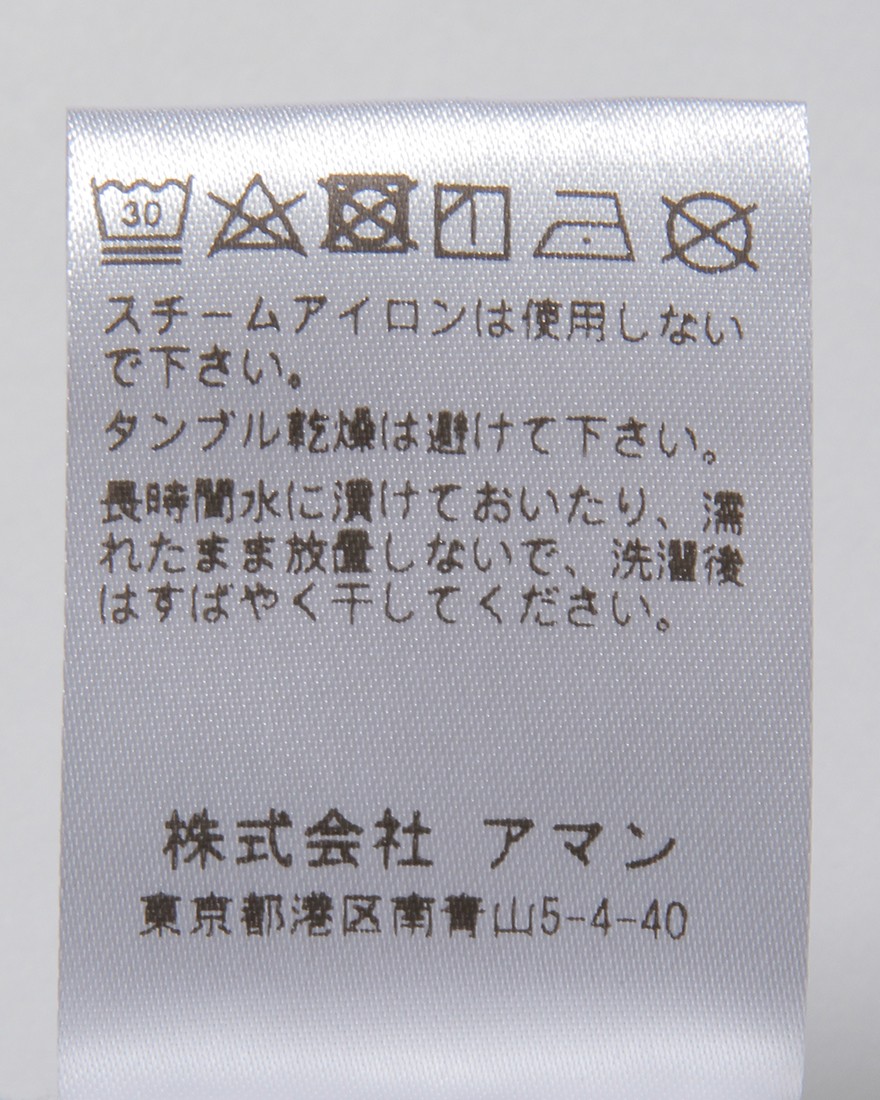 30
スチームアイロンは使用しない
で下さい。
タンブル乾燥は避けて下さい。
長時間水に漬けておいたり、濡
れたまま放置しないで、洗濯後
はすばやく干してください。
株式会社 アマン
東京都港区南青山5-4-40